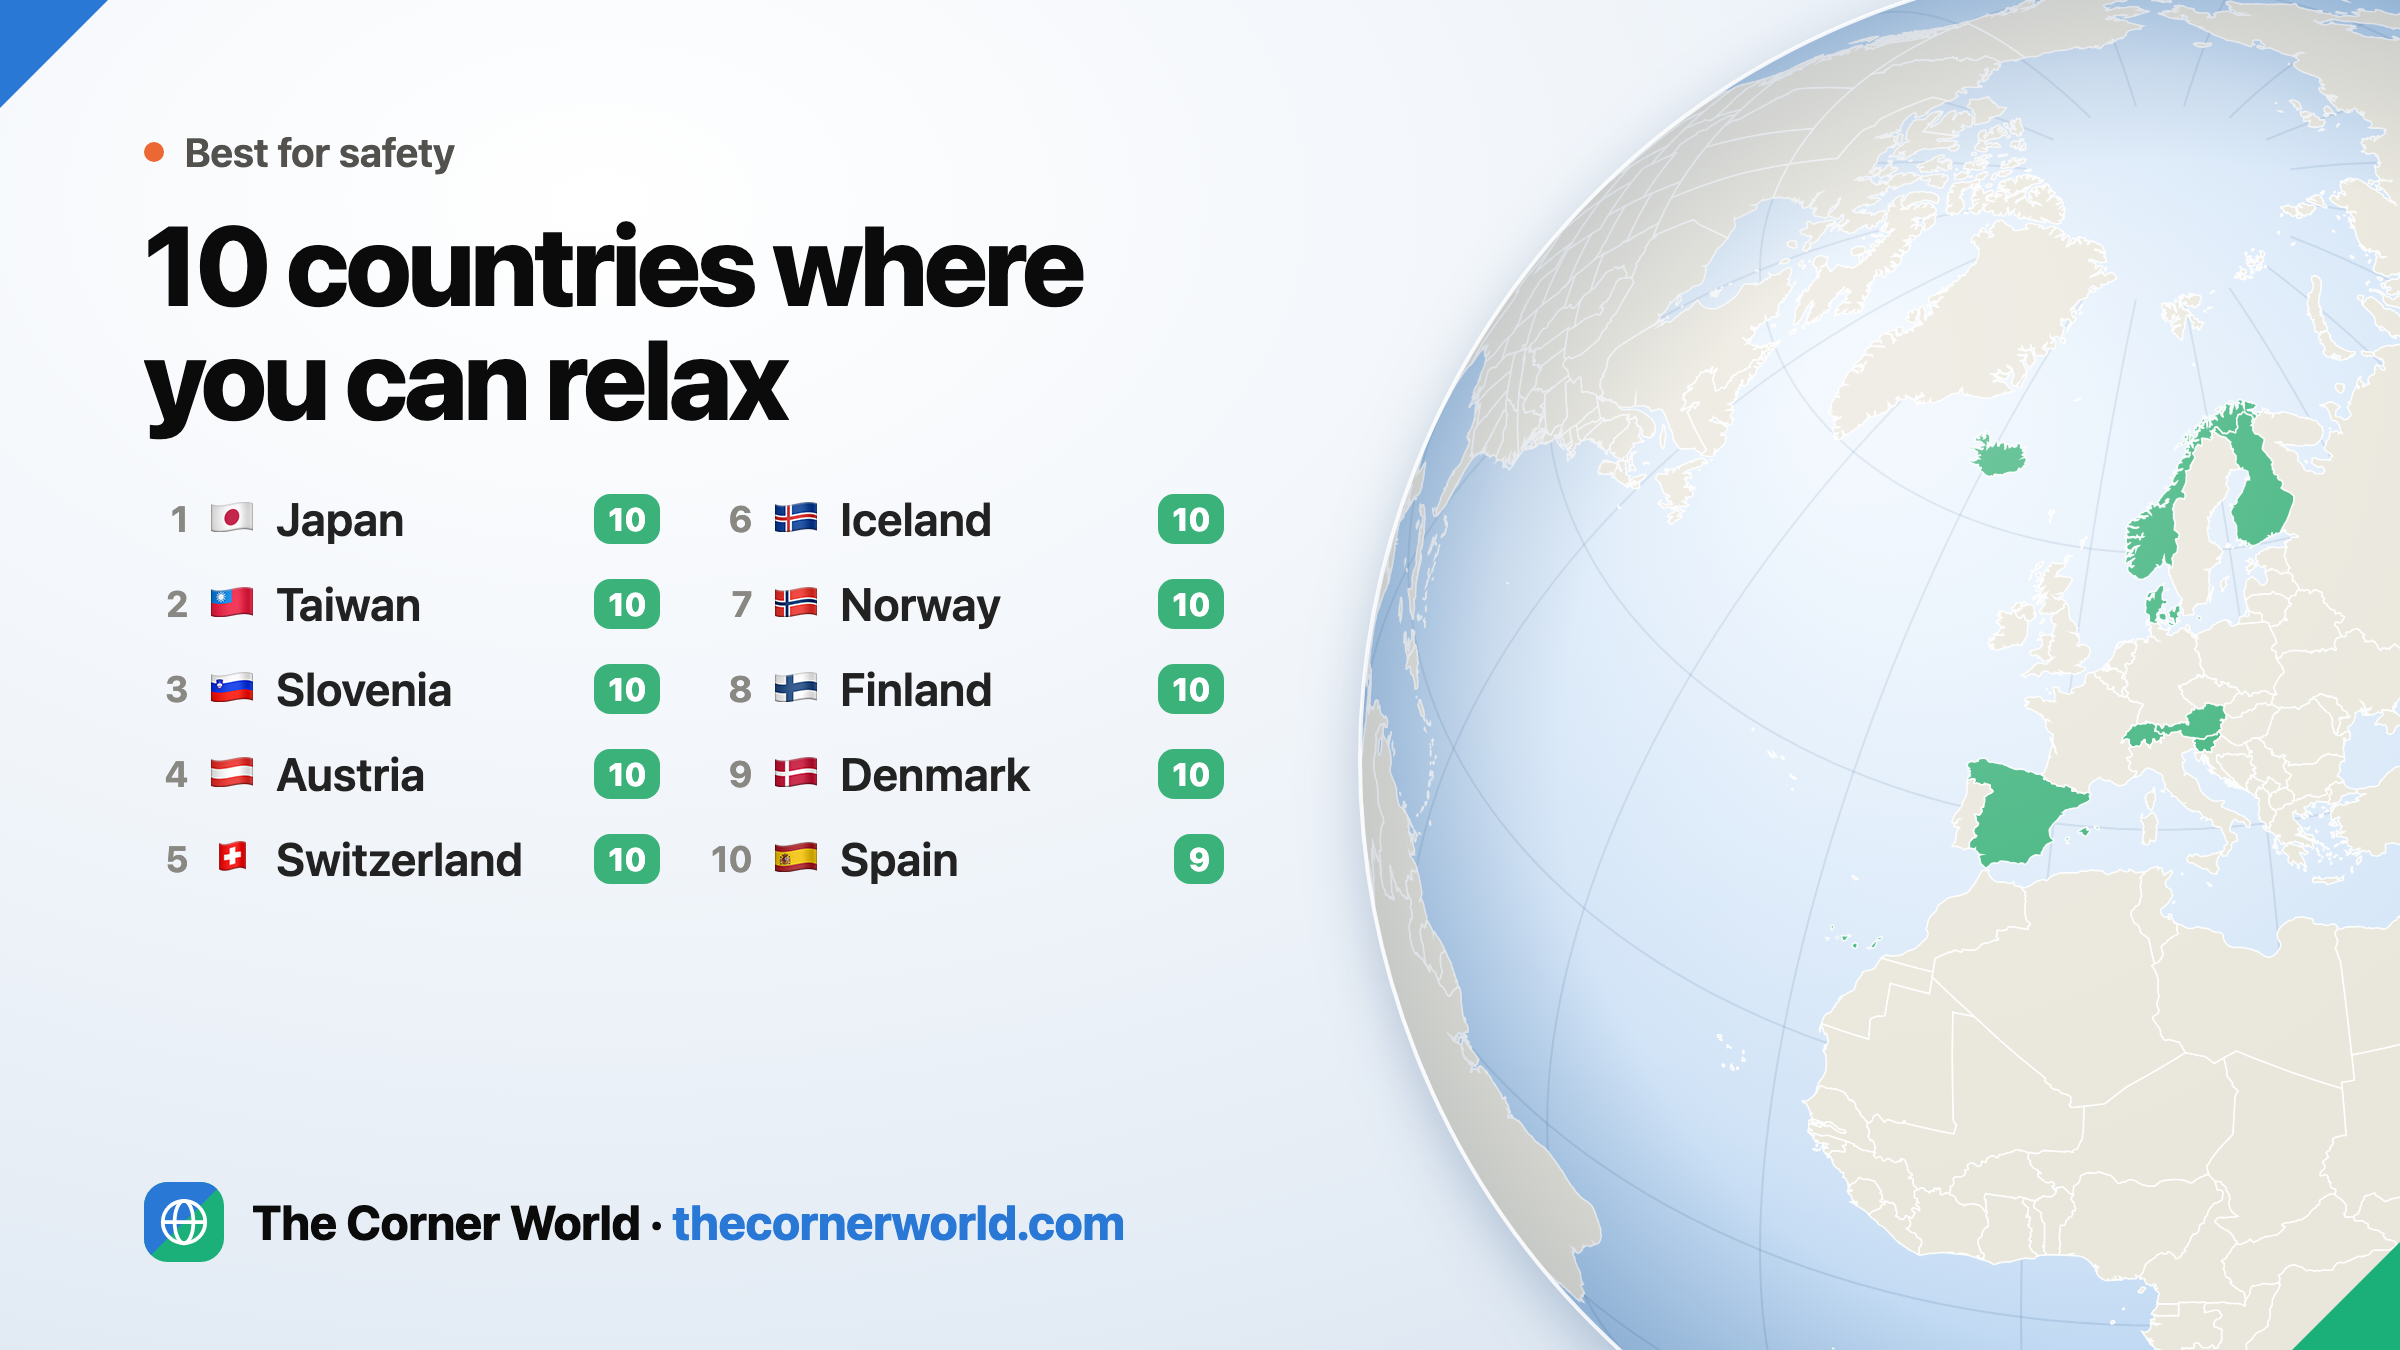 Best for safety
10 countries where
you can relax
1 Japan 10
2 Taiwan 10
3 Slovenia 10
4 Austria 10
5 Switzerland 10
6 Iceland 10
7 Norway 10
8 Finland 10
9 Denmark 10
10 Spain 9
The Corner World · thecornerworld.com